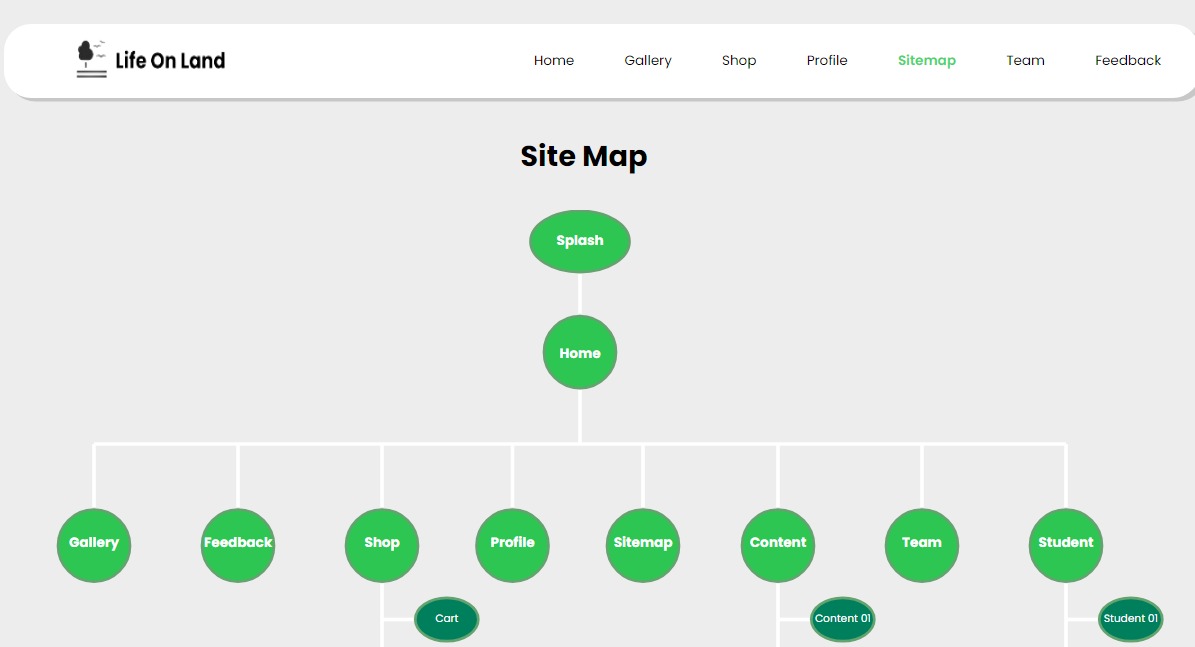 Life On Land
Home Gallery Shop Profile Sitemap Team Feedback
Site Map
Splash
Home
Gallery Feedback Shop Profile Sitemap Content Team Student
Cart Content 01 Student 01